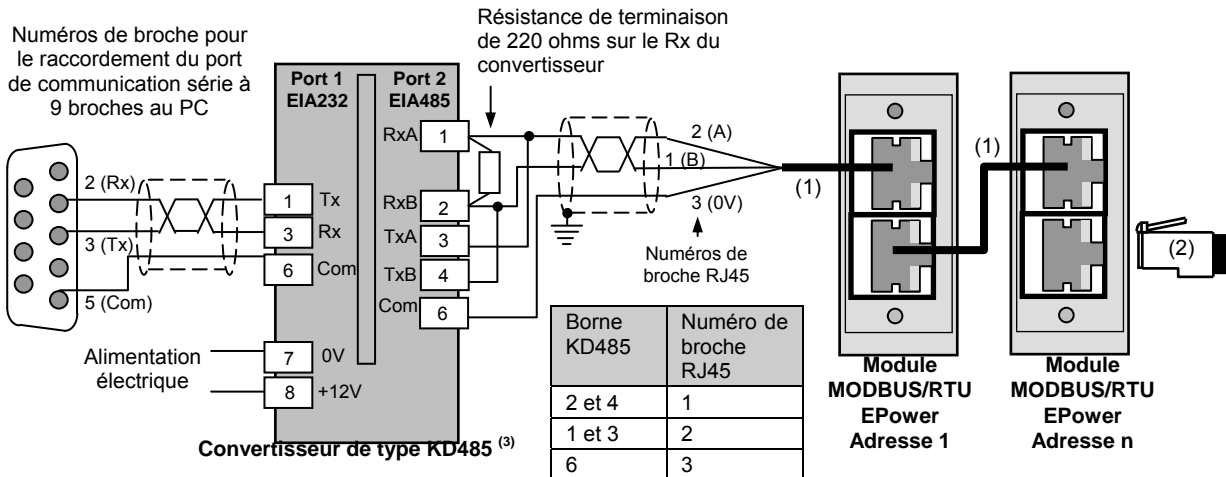 Numéros de broche pour
le raccordement du port
de communication série à
9 broches au PC
Résistance de terminaison
de 220 ohms sur le Rx du
convertisseur
Port 1
EIA232
Port 2
EIA485
2 (Rx)
3 (Tx)
5 (Com)
1 Tx
3 Rx
6 Com
7 0V
8 +12V
Alimentation
électrique
RxA 1
RxB 2
TxA 3
TxB 4
Com 6
Convertisseur de type KD485 (3)
2 (A)
1 (B)
3 (0V)
Numéros de
broche RJ45
Borne KD485 Numéro de broche RJ45
2 et 4 1
1 et 3 2
6 3
(1)
(1)
(2)
Module
MODBUS/RTU
EPower
Adresse 1
Module
MODBUS/RTU
EPower
Adresse n